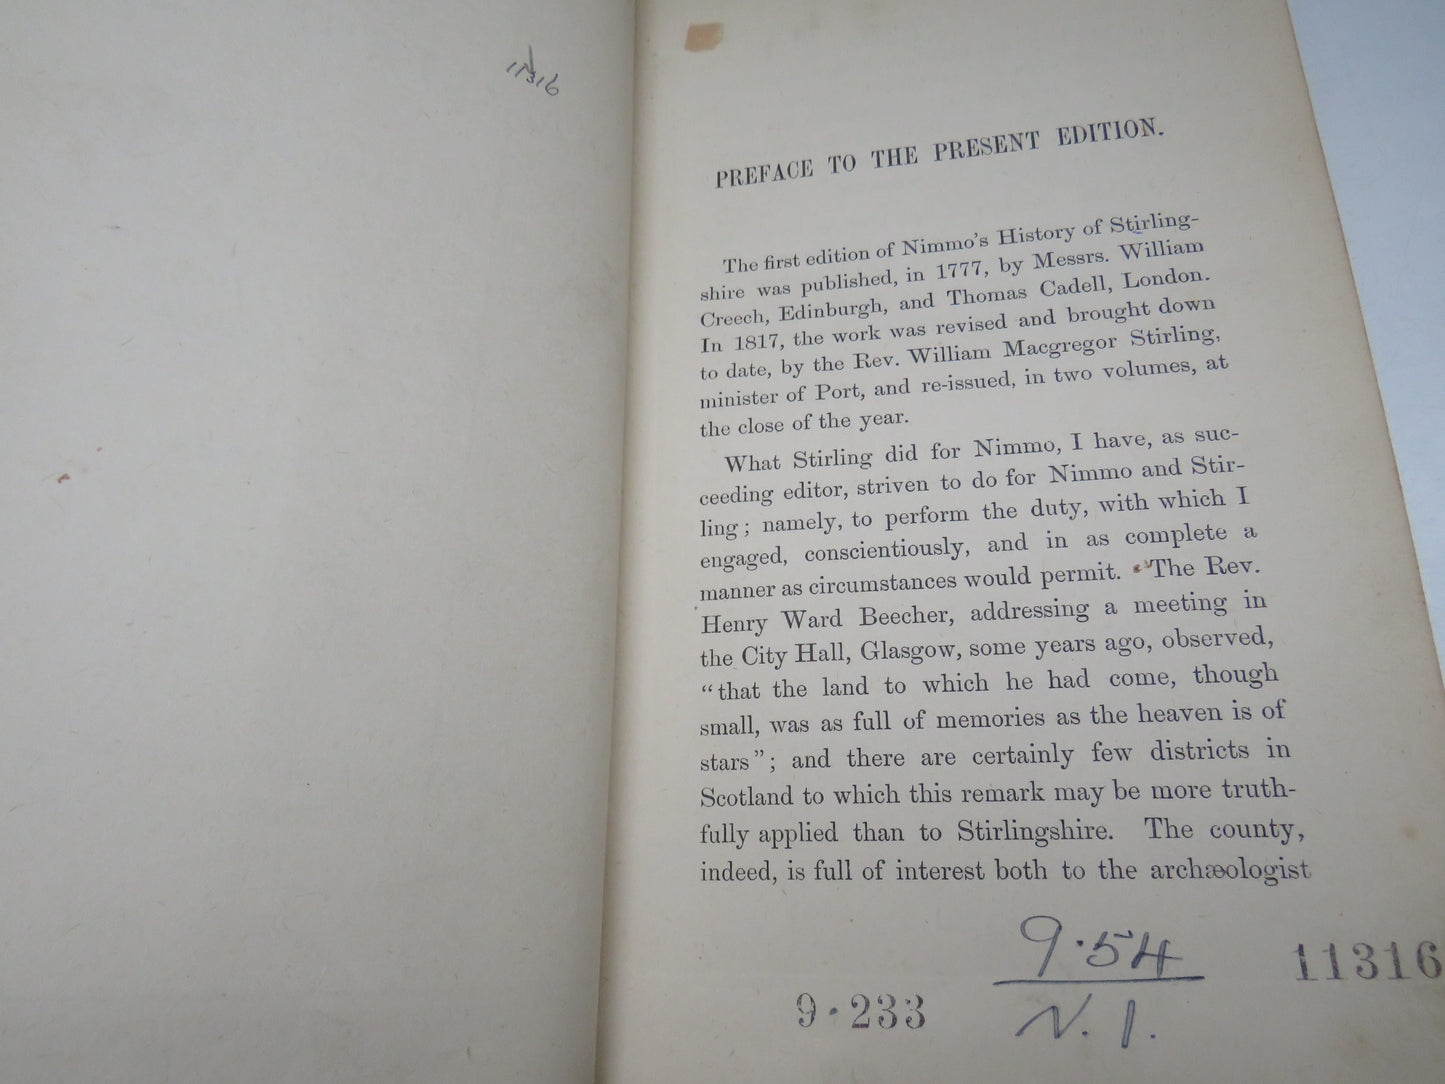 11316
PREFACE TO THE PRESENT EDITION.
The first edition of Nimmo's History of Stirling-
shire was published, in 1777, by Messrs. William
Creech, Edinburgh, and Thomas Cadell, London.
In 1817, the work was revised and brought down
to date, by the Rev. William Macgregor Stirling,
minister of Port, and re-issued, in two volumes, at
the close of the year.
What Stirling did for Nimmo, I have, as suc-
ceeding editor, striven to do for Nimmo and Stir-
ling; namely, to perform the duty, with which I
engaged, conscientiously, and in as complete a
manner as circumstances would permit. The Rev.
Henry Ward Beecher, addressing a meeting in
the City Hall, Glasgow, some years ago, observed,
“that the land to which he had come, though
small, was as full of memories as the heaven is of
stars”; and there are certainly few districts in
Scotland to which this remark may be more truth-
fully applied than to Stirlingshire. The county,
indeed, is full of interest both to the archæologist
9·54
11316
9·233
N.1.